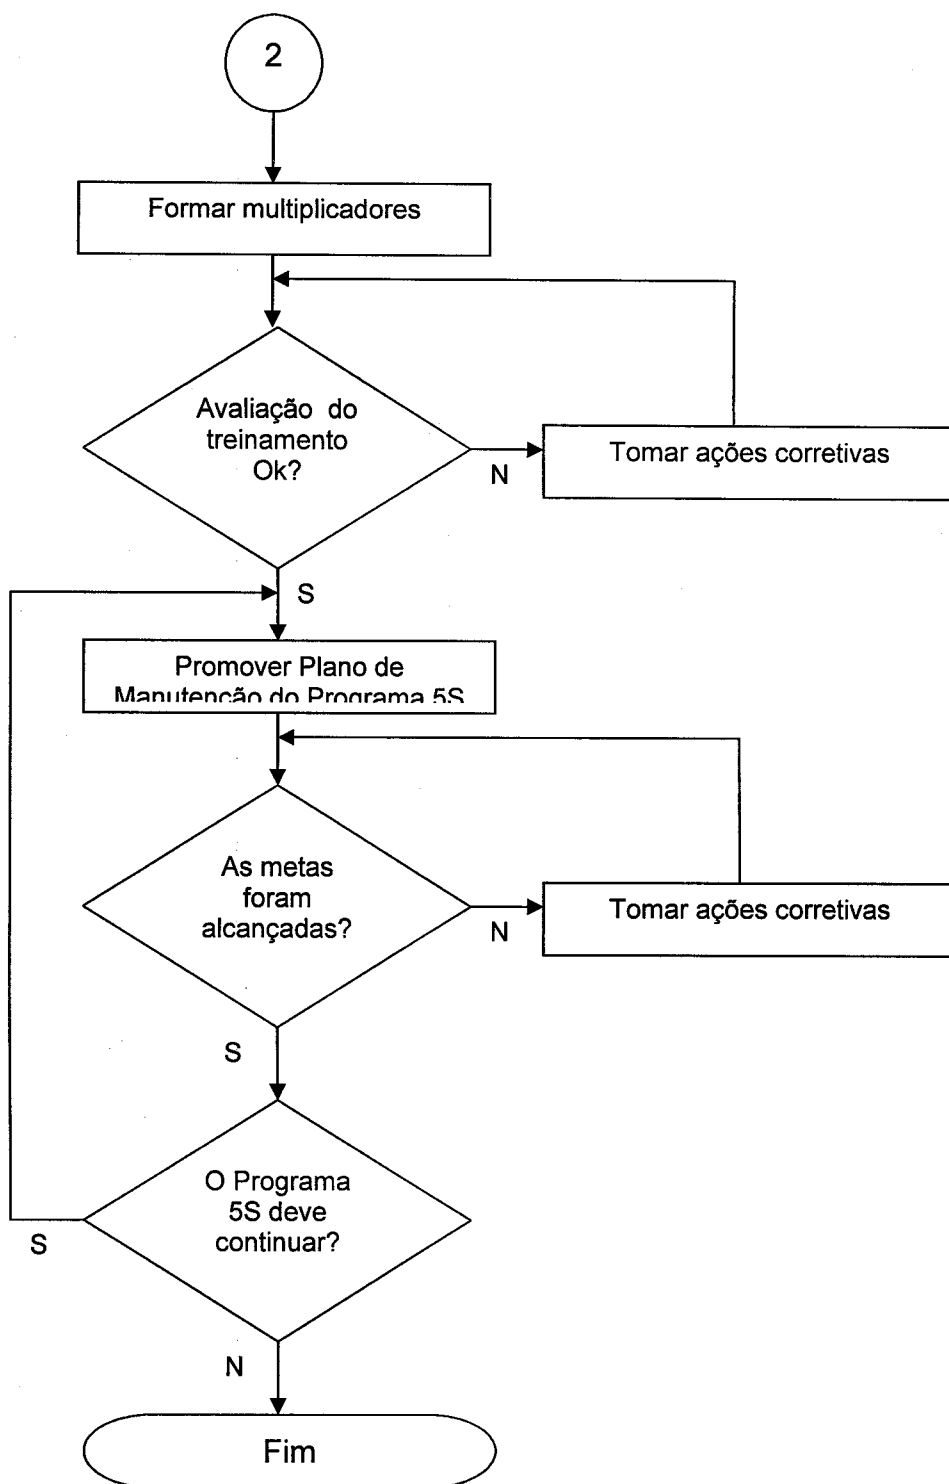 2
Formar multiplicadores
Avaliação do
treinamento
Ok?
N
Tomar ações corretivas
S
Promover Plano de
Manutenção do Programa 5S
As metas
foram
alcançadas?
N
Tomar ações corretivas
S
O Programa
5S deve
continuar?
S
N
Fim